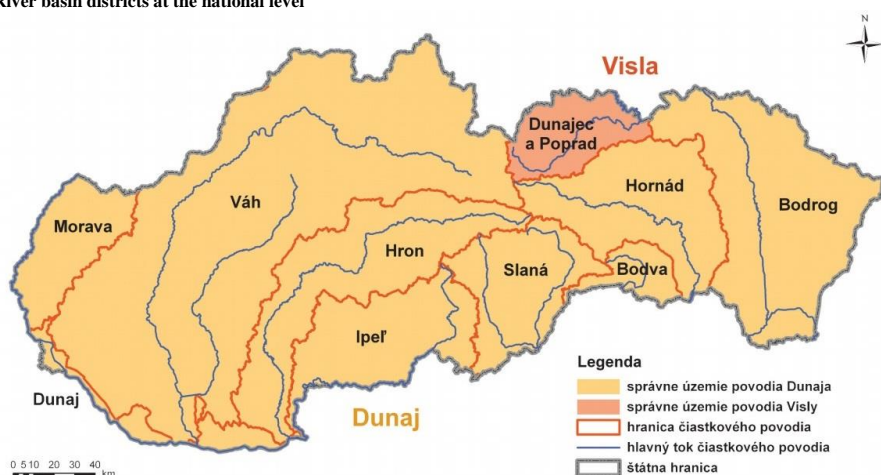 River basin districts at the national level
N
Visla
Dunajec
a Poprad
Hornád
Bodrog
Váh
Morava
Hron
Slaná
Bodva
Ipeľ
Dunaj
Dunaj
Legenda
správne územie povodia Dunaja
správne územie povodia Visly
hranica čiastkového povodia
hlavný tok čiastkového povodia
štátna hranica
0 5 10 20 30 40
km